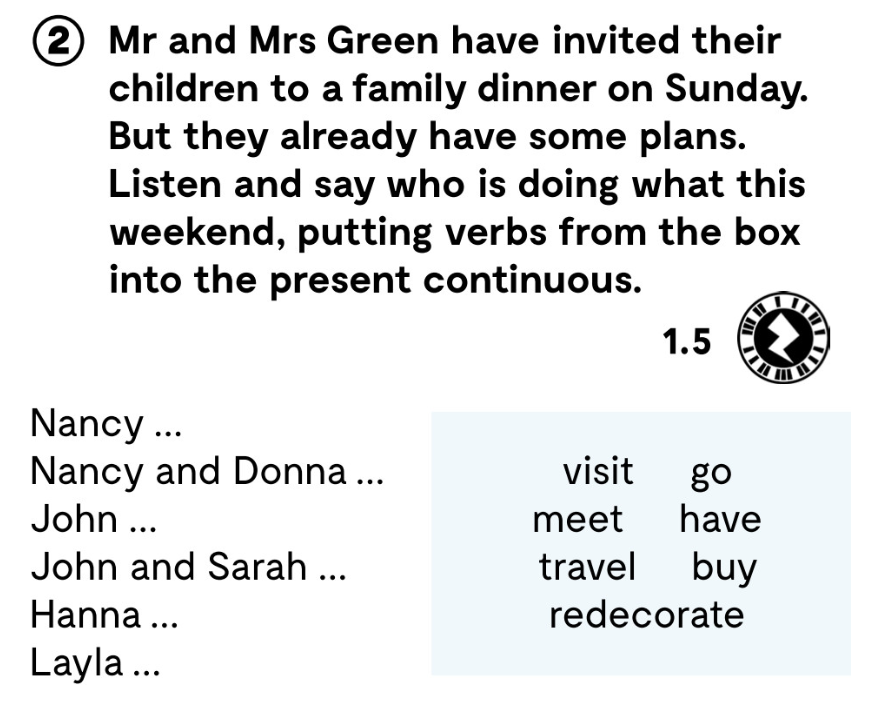 2 Mr and Mrs Green have invited their
children to a family dinner on Sunday.
But they already have some plans.
Listen and say who is doing what this
weekend, putting verbs from the box
into the present continuous.
1.5
Nancy ...
Nancy and Donna ...
John ...
John and Sarah ...
Hanna ...
Layla ...
visit go
meet have
travel buy
redecorate